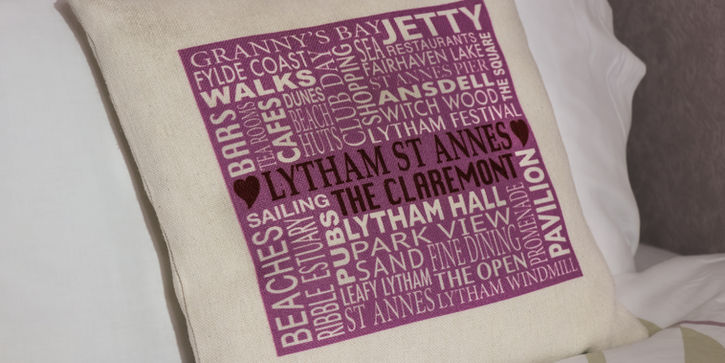 GRANNY'S BAY
JETTY
FYLDE COAST
SEA
RESTAURANTS
WALKS
FAIRHAVEN LAKE
THE SQUARE
BARS
TEA ROOMS
CAFES
DUNES
BEACH
HUTS
CLUB DAY
SHOPPING
ST ANNES PIER
ANSDELL
WITCH WOOD
LYTHAM FESTIVAL
LYTHAM ST ANNES
THE CLAREMONT
SAILING
BEACHES
RIBBLE ESTUARY
PUBS
LYTHAM HALL
PARK VIEW
SAND
FINE DINING
PROMENADE
PAVILION
LEAFY LYTHAM
THE OPEN
ST ANNES
LYTHAM WINDMILL